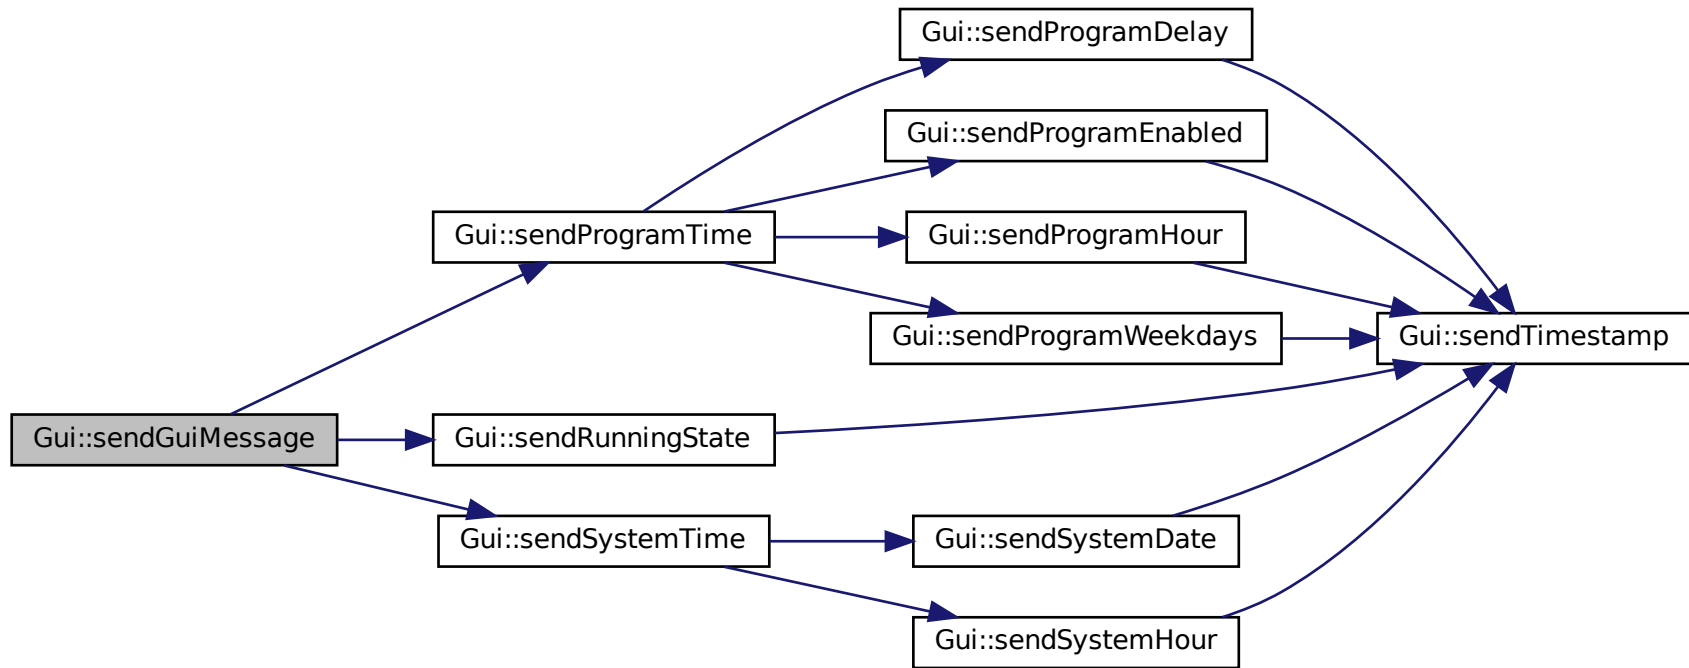 Gui::sendProgramDelay
Gui::sendProgramEnabled
Gui::sendProgramTime
Gui::sendProgramHour
Gui::sendProgramWeekdays
Gui::sendTimestamp
Gui::sendGuiMessage
Gui::sendRunningState
Gui::sendSystemTime
Gui::sendSystemDate
Gui::sendSystemHour